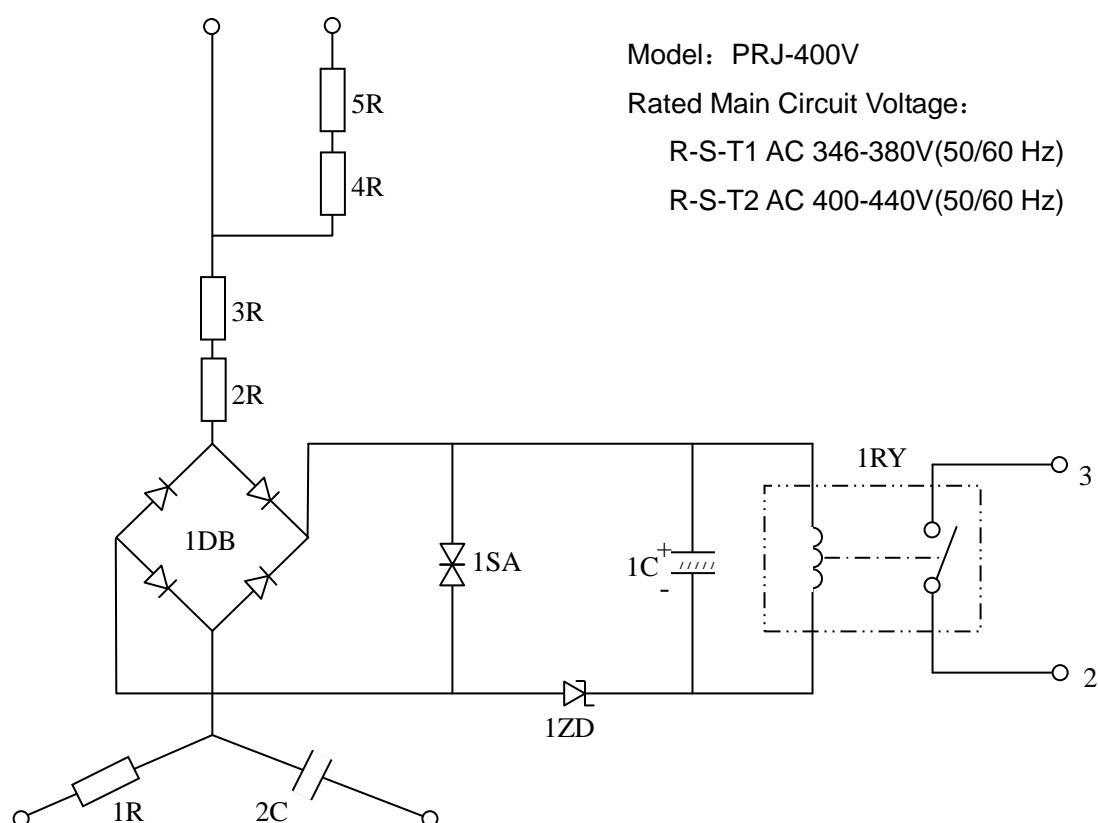 Model：PRJ-400V
Rated Main Circuit Voltage：
R-S-T1 AC 346-380V(50/60 Hz)
R-S-T2 AC 400-440V(50/60 Hz)
5R
4R
3R
2R
1DB
1SA
1C
+
-
1RY
3
2
1ZD
1R
2C